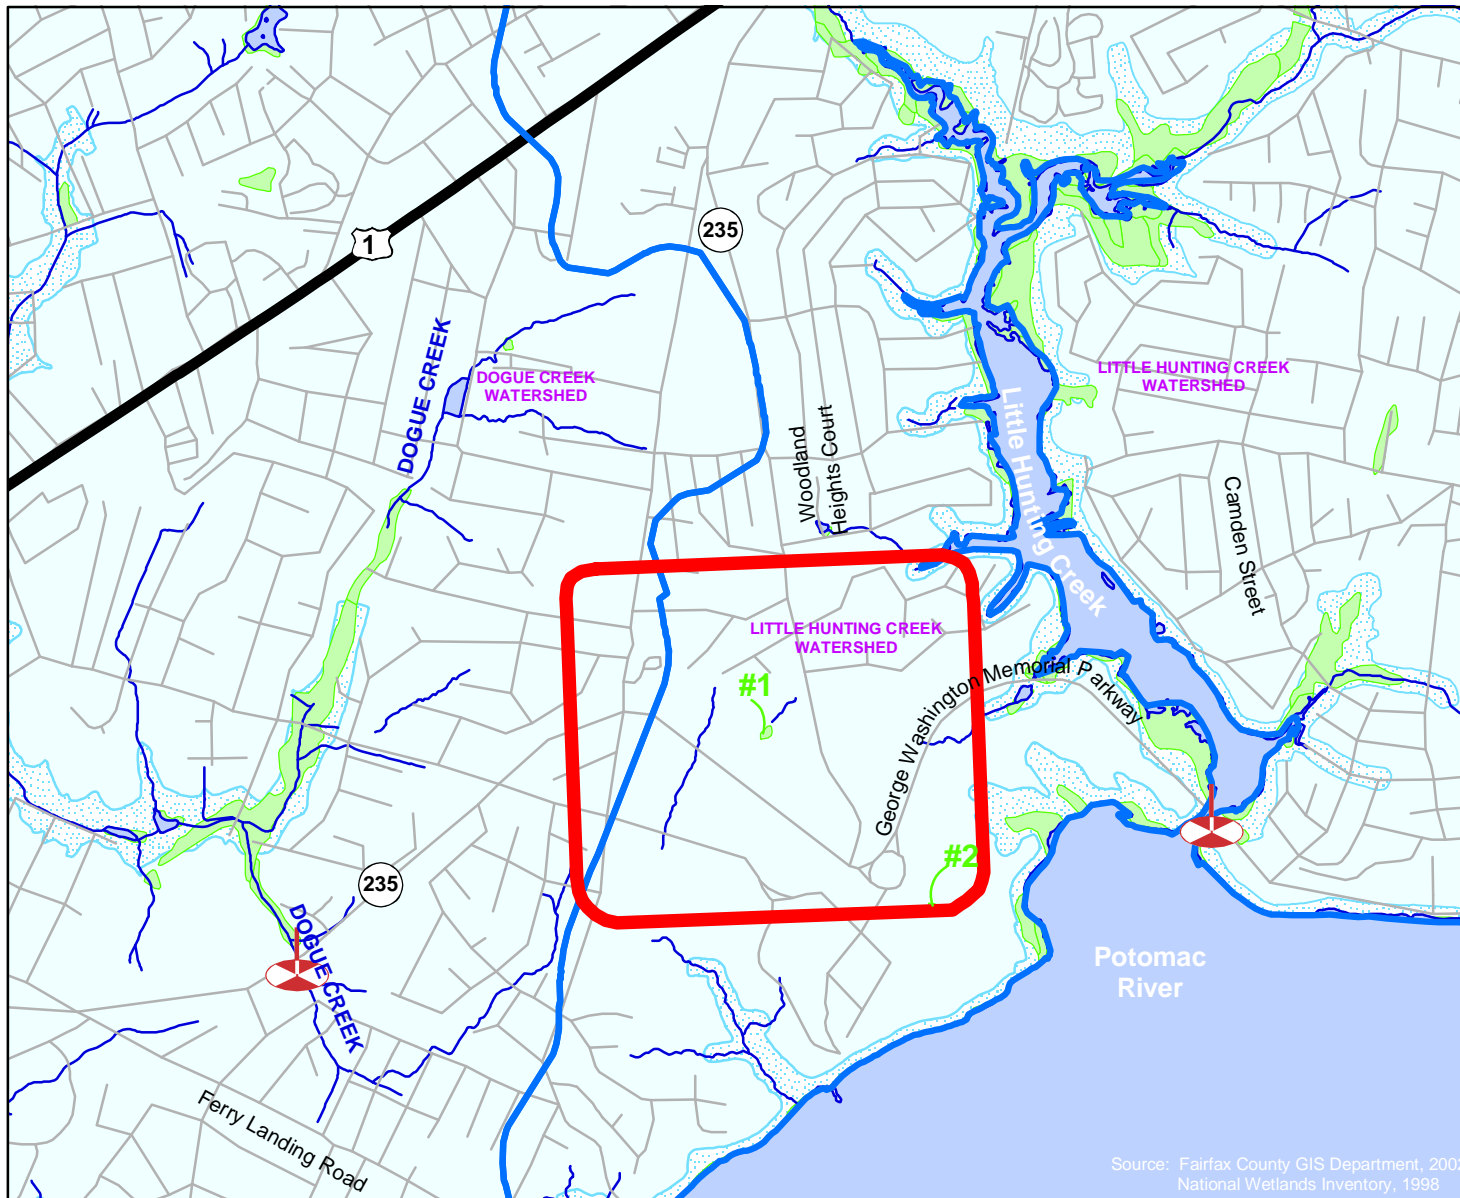 235
1
DOGUE CREEK
DOGUE CREEK
WATERSHED
LITTLE HUNTING CREEK
WATERSHED
Little Hunting Creek
Woodland
Heights Court
Camden Street
LITTLE HUNTING CREEK
WATERSHED
#1
George Washington Memorial Parkway
#2
235
DOGUE CREEK
Potomac
River
Ferry Landing Road
Source: Fairfax County GIS Department, 2002
National Wetlands Inventory, 1998